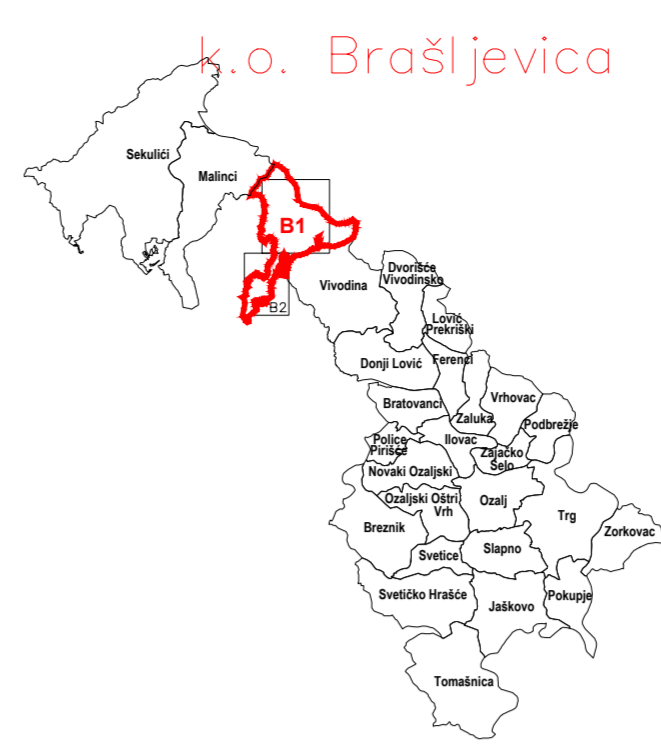 k.o. Brašljevica
Sekulići
Malinci
B1
B2
Vivodina
Dvorišće
Vivodinsko
Lović
Prekriški
Donji Lović
Ferenci
Bratovanci
Vrhovac
Zaluka
Podbrežje
Police
Pirišće
Ilovac
Zajačko
Selo
Novaki Ozaljski
Ozaljski Oštri
Vrh
Ozalj
Trg
Breznik
Zorkovac
Svetice
Slapno
Svetičko Hrašće
Jaškovo
Pokupje
Tomašnica